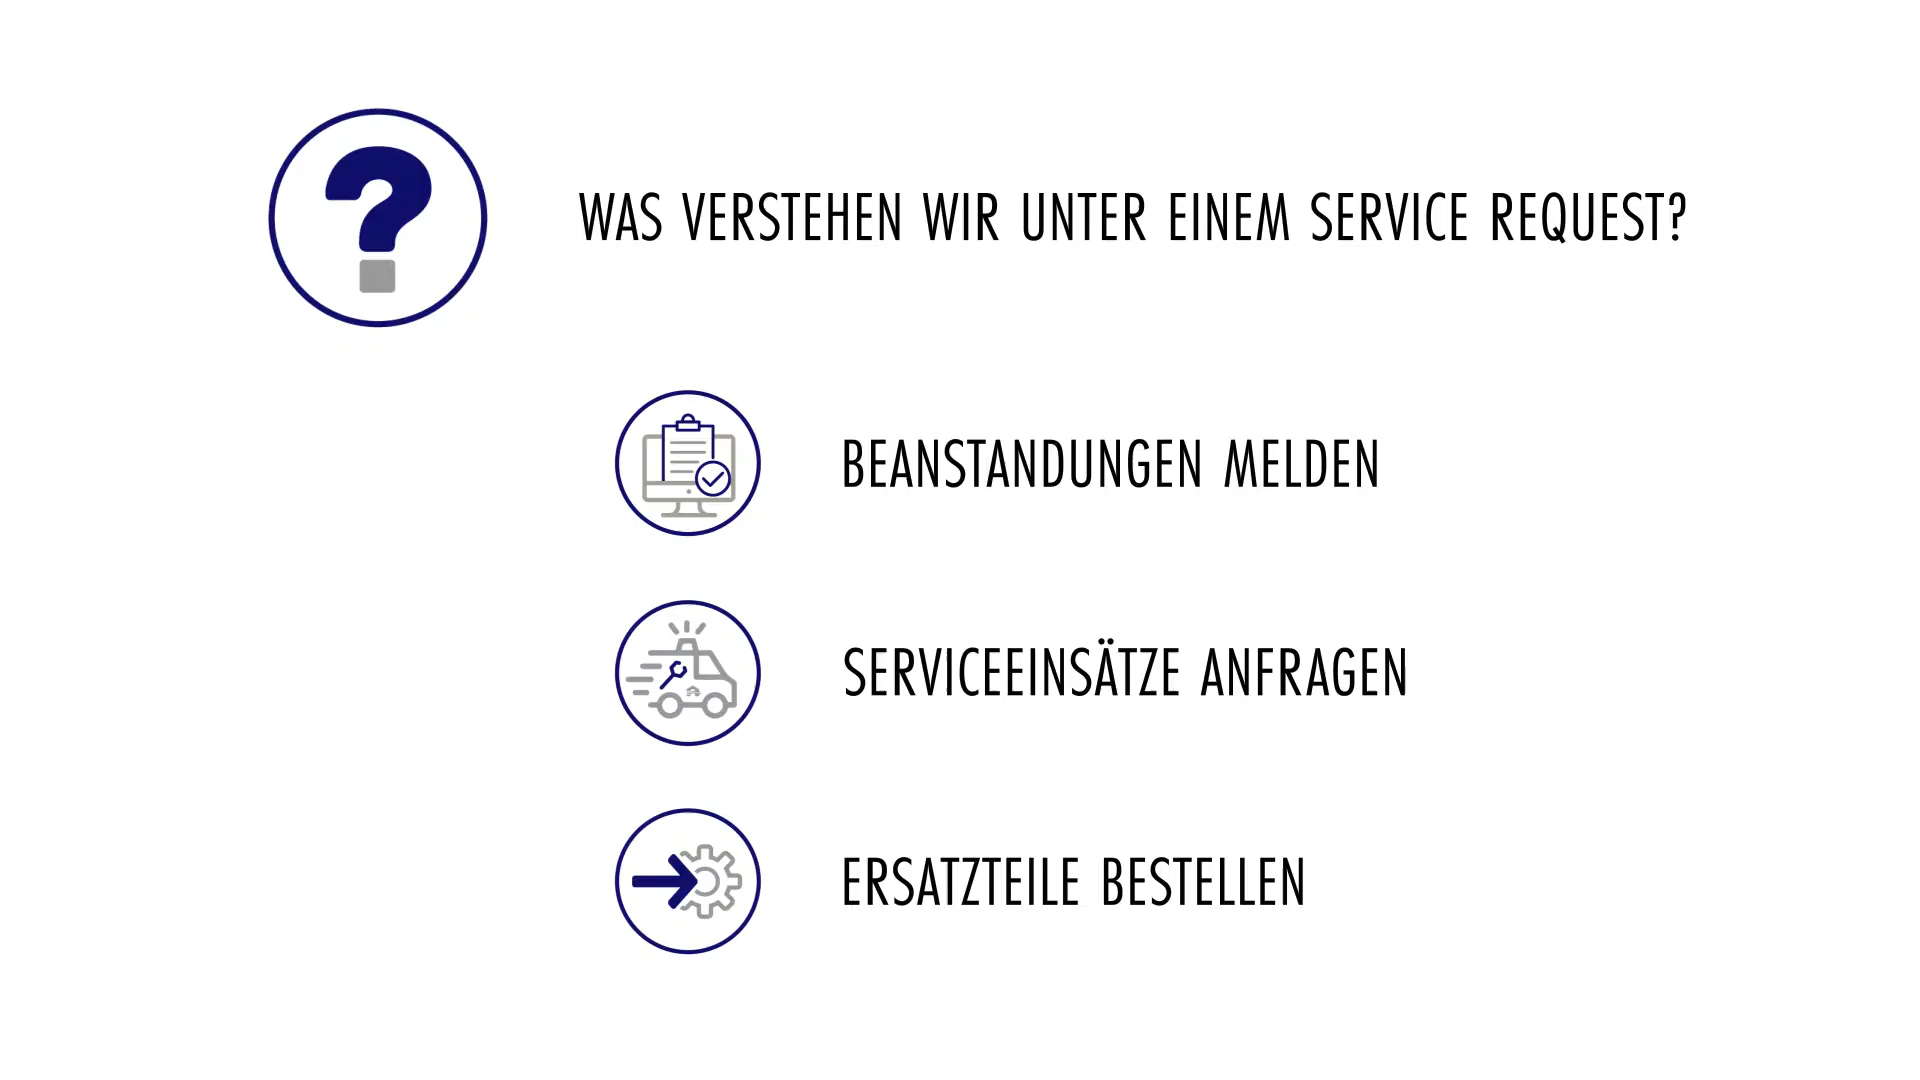 WAS VERSTEHEN WIR UNTER EINEM SERVICE REQUEST?
BEANSTANDUNGEN MELDEN
SERVICEEINSÄTZE ANFRAGEN
ERSATZTEILE BESTELLEN